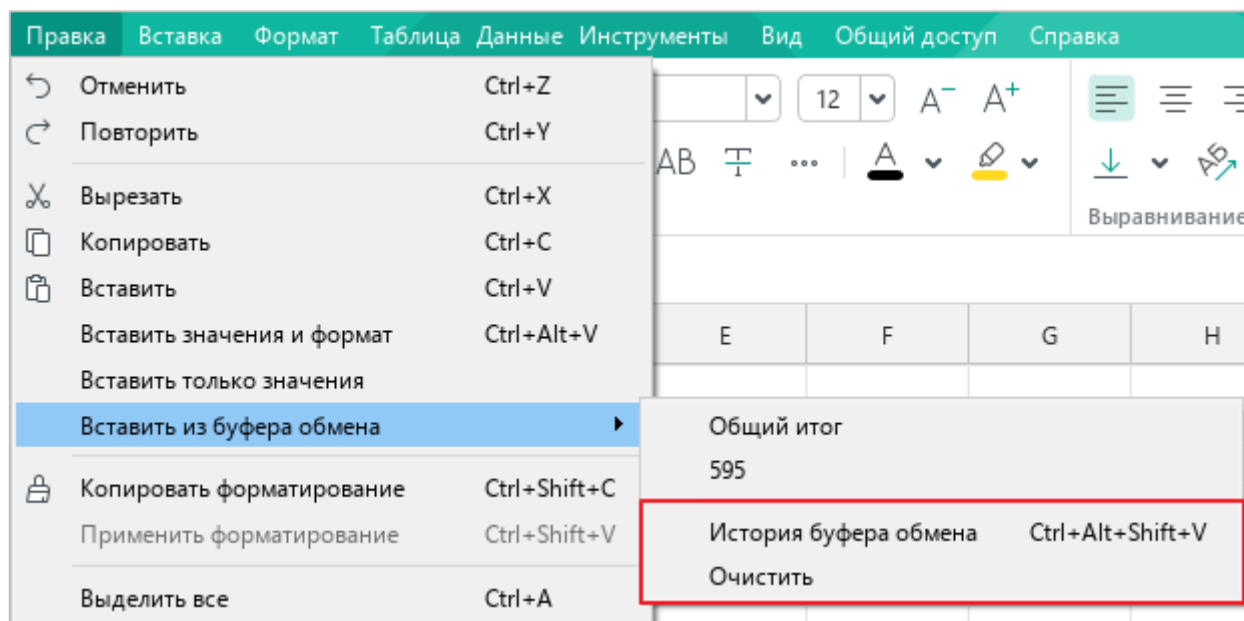 Правка Вставка Формат Таблица Данные Инструменты Вид Общий доступ Справка
Отменить Ctrl+Z
Повторить Ctrl+Y
Вырезать Ctrl+X
Копировать Ctrl+C
Вставить Ctrl+V
Вставить значения и формат Ctrl+Alt+V
Вставить только значения
Вставить из буфера обмена
Копировать форматирование Ctrl+Shift+C
Применить форматирование Ctrl+Shift+V
Выделить все Ctrl+A
12 A A
AB T A АБ
Выравнивание
E F G H
Общий итог
595
История буфера обмена Ctrl+Alt+Shift+V
Очистить